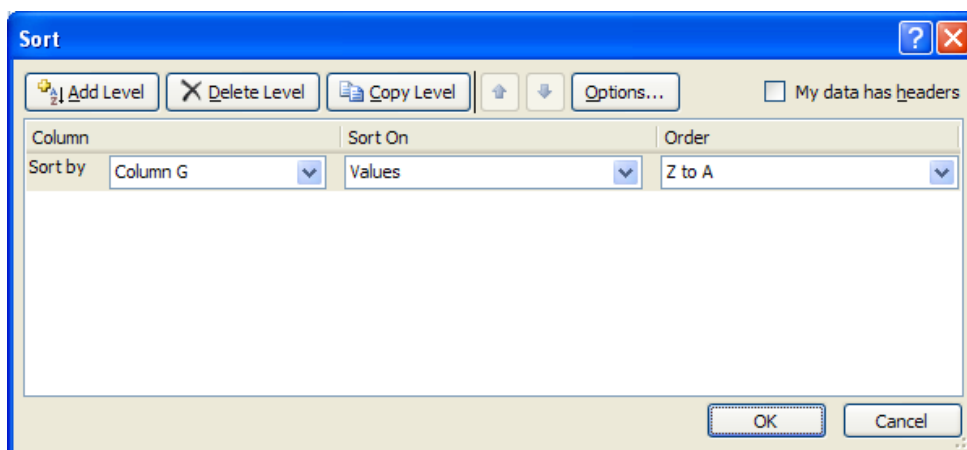 Sort
Add Level Delete Level Copy Level Options... My data has headers
Column Sort On Order
Sort by Column G Values Z to A
OK Cancel